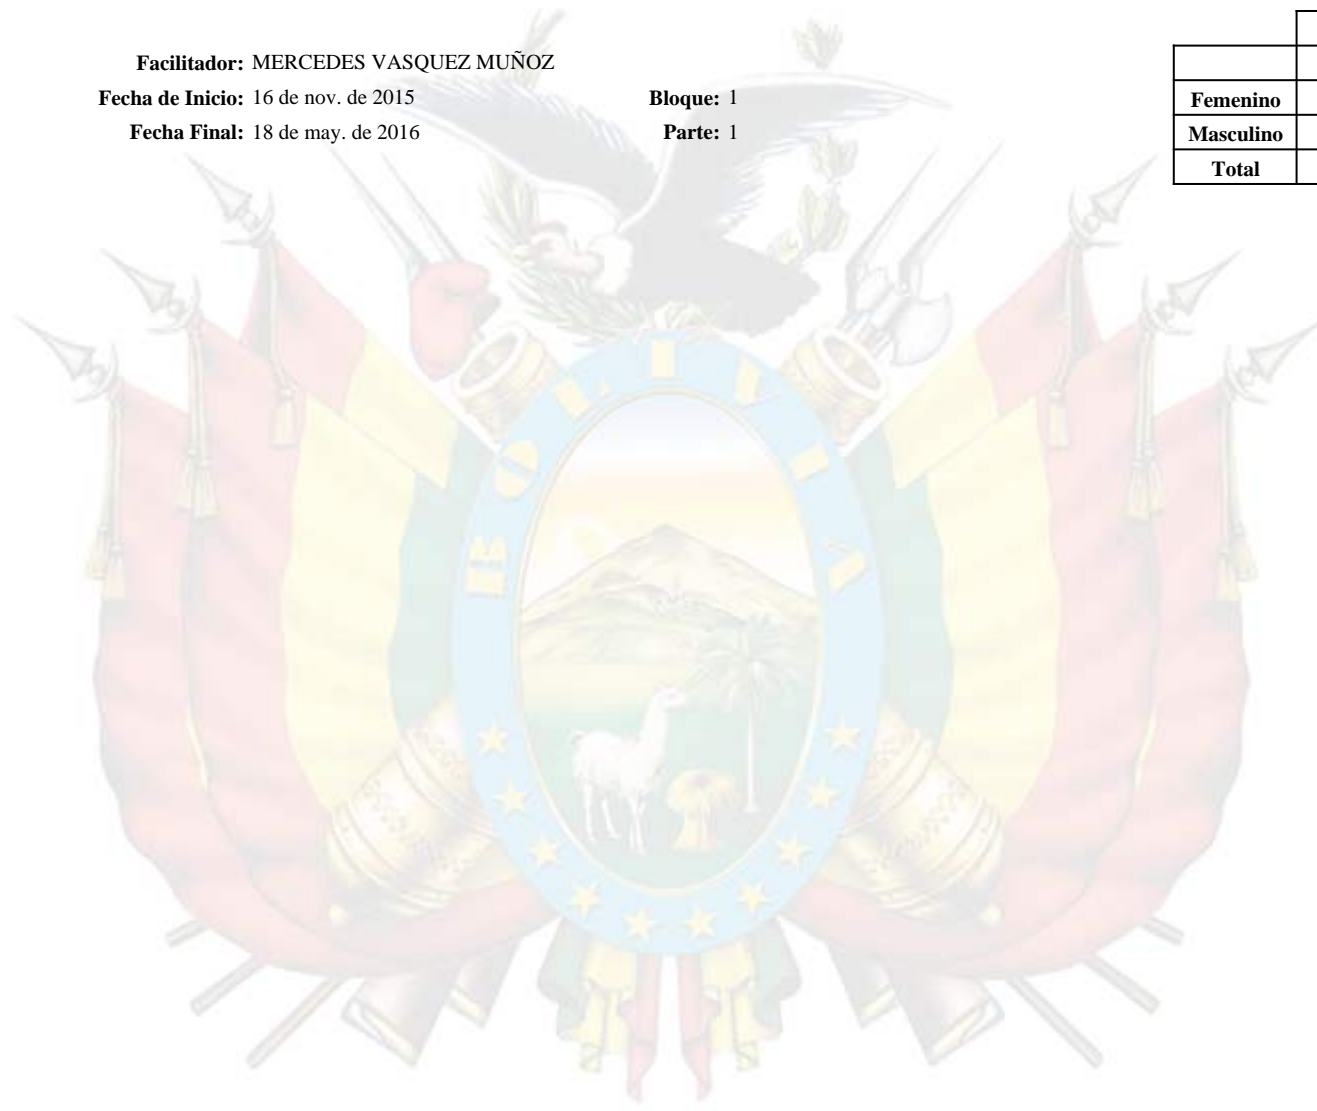 Facilitador: MERCEDES VASQUEZ MUÑOZ
Fecha de Inicio: 16 de nov. de 2015 Bloque: 1
Fecha Final: 18 de may. de 2016 Parte: 1
Femenino
Masculino
Total
BOLIVIA